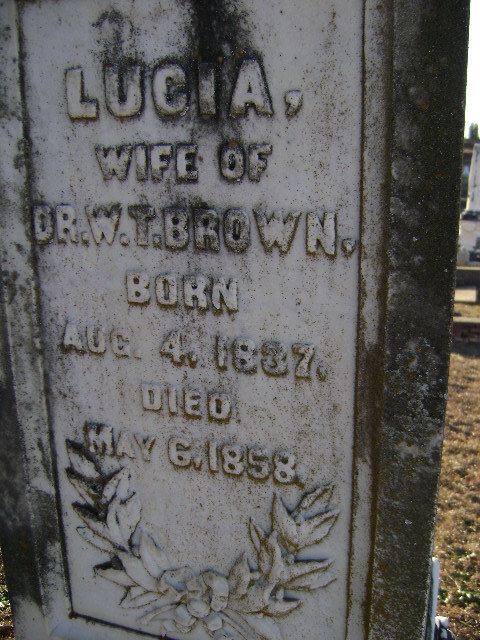 LUCIA,
WIFE OF
DR. W. T. BROWN,
BORN
AUG. 4, 1837.
DIED
MAY 6, 1858.